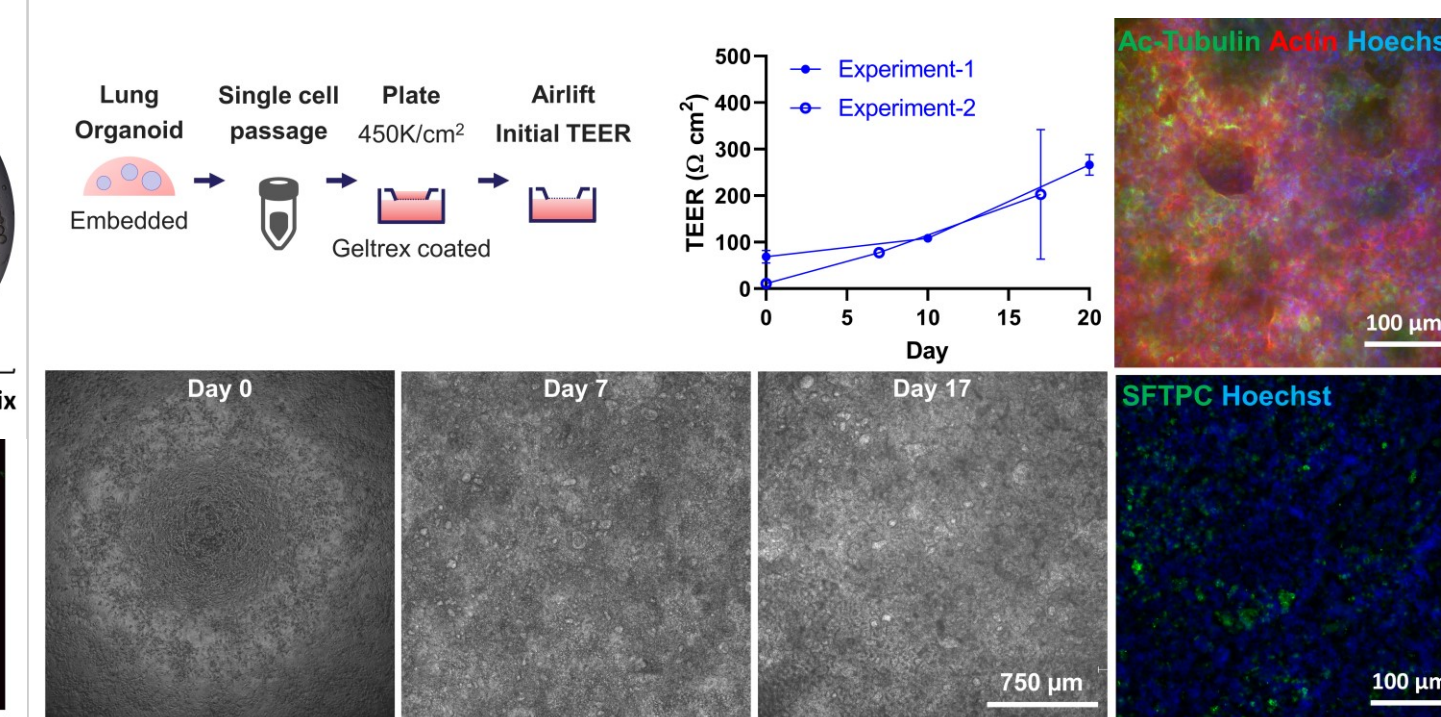 Lung
Organoid
Embedded
Single cell
passage
Plate
450K/cm²
Geltrex coated
Airlift
Initial TEER
TEER (Ω cm²)
500
400
300
200
100
0
Experiment-1
Experiment-2
0 5 10 15 20
Day
Ac-Tubulin Actin Hoechs
100 μm
ix
Day 0
Day 7
Day 17
750 μm
SFTPC Hoechst
100 μm